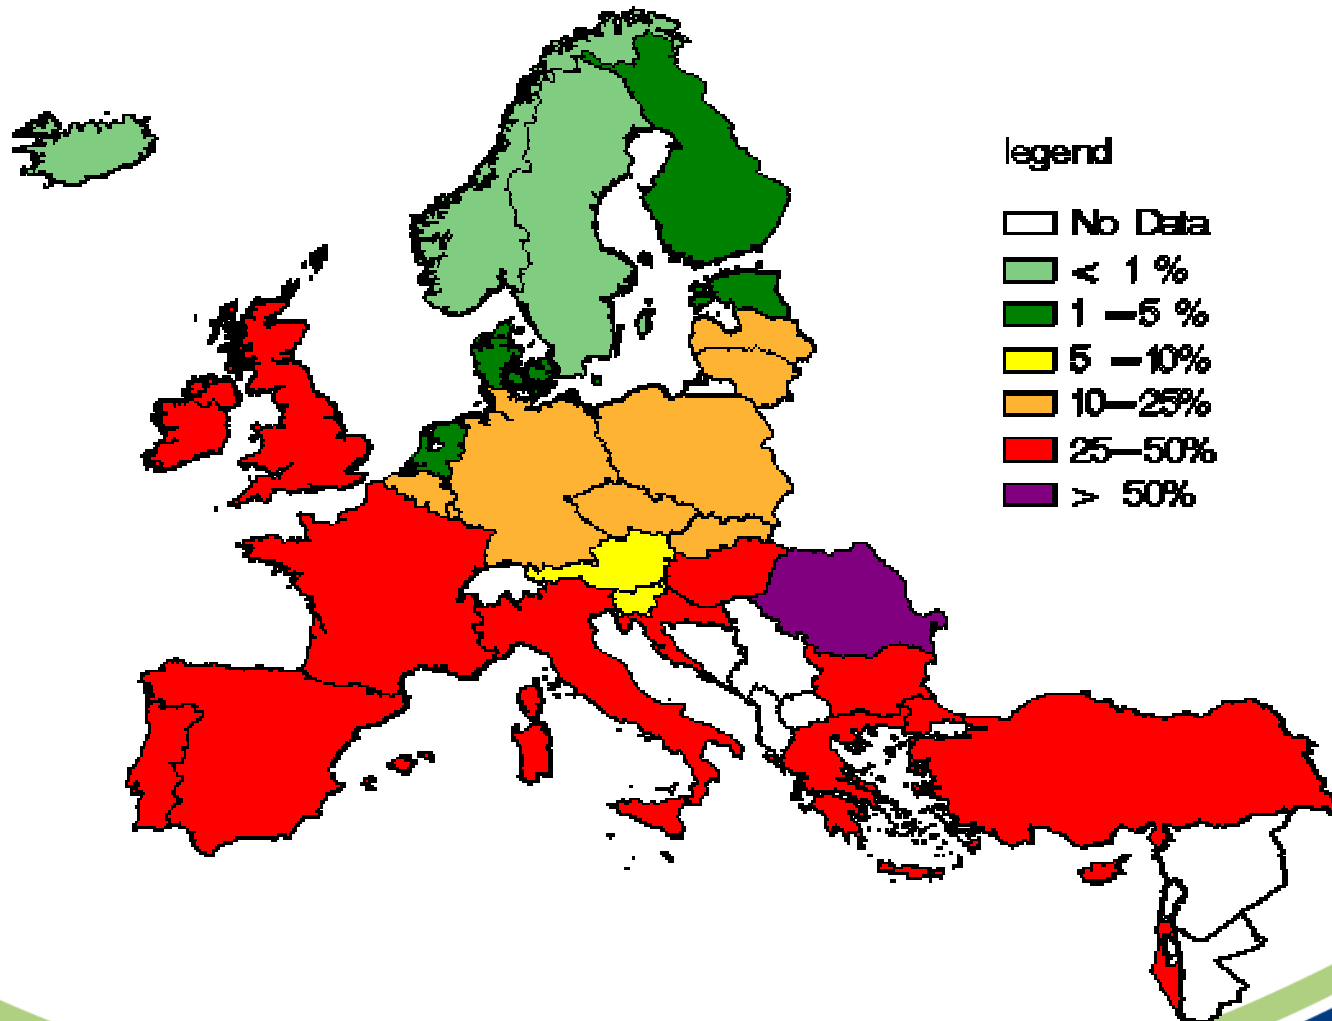 legend
No Data
< 1 %
1 —5 %
5 —10%
10—25%
25—50%
> 50%